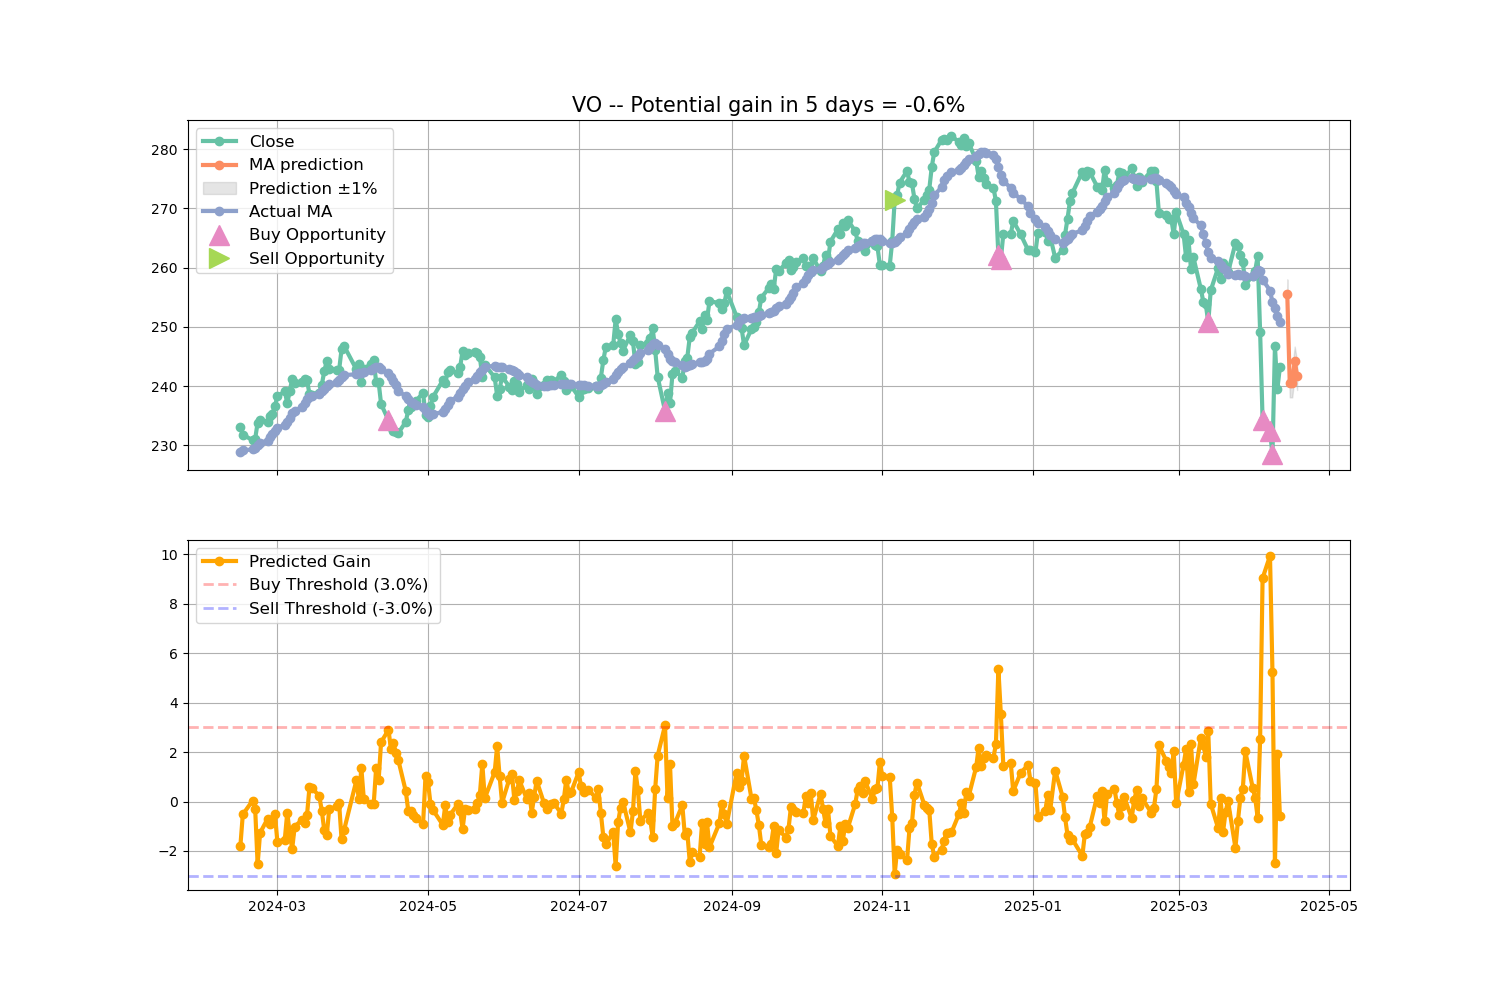 VO -- Potential gain in 5 days = -0.6%
Close
MA prediction
Prediction ±1%
Actual MA
Buy Opportunity
Sell Opportunity
280
270
260
250
240
230
Predicted Gain
Buy Threshold (3.0%)
Sell Threshold (-3.0%)
10
8
6
4
2
0
−2
2024-03 2024-05 2024-07 2024-09 2024-11 2025-01 2025-03 2025-05